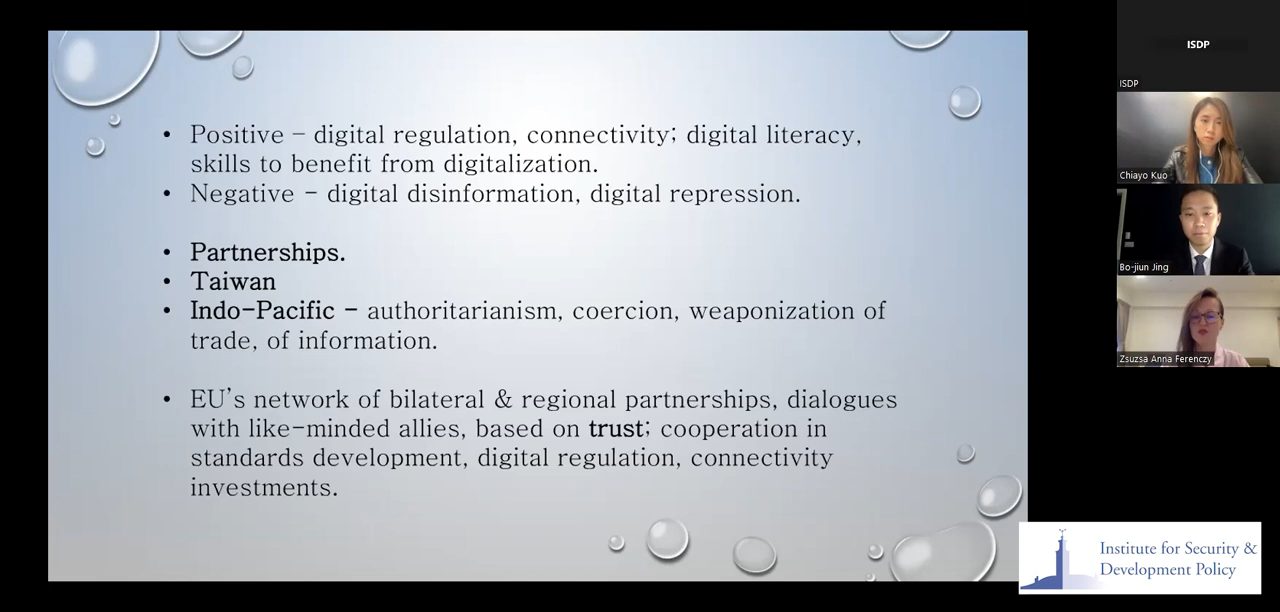 • Positive – digital regulation, connectivity; digital literacy,
skills to benefit from digitalization.
• Negative – digital disinformation, digital repression.
• Partnerships.
• Taiwan
• Indo-Pacific – authoritarianism, coercion, weaponization of
trade, of information.
• EU's network of bilateral & regional partnerships, dialogues
with like-minded allies, based on trust; cooperation in
standards development, digital regulation, connectivity
investments.
ISDP
ISDP
Chiayo Kuo
Bo-jiun Jing
Zsuzsa Anna Ferenczy
Institute for Security &
Development Policy